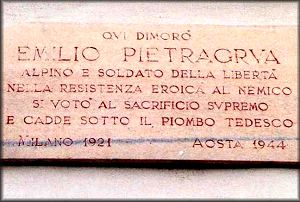 QVI DIMORÒ
EMILIO PIETRAGRVA
ALPINO E SOLDATO DELLA LIBERTÀ
NELLA RESISTENZA EROICA AL NEMICO
SI VOTÒ AL SACRIFICIO SVPREMO
E CADDE SOTTO IL PIOMBO TEDESCO
MILANO 1921 AOSTA 1944